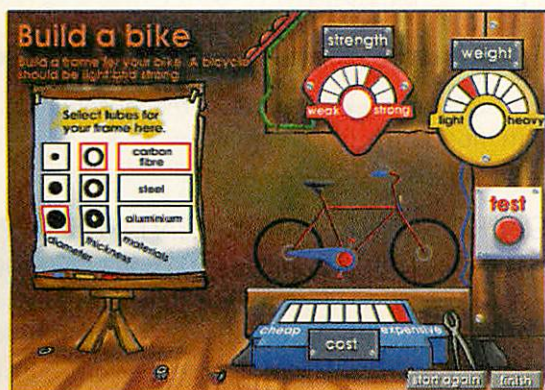 Build a bike
Build a frame for your bike. A bicycle
should be light and strong.
Select tubes for
your frame here.
carbon
fibre
steel
aluminium
diameter
thickness
materials
strength
weak
strong
weight
light
heavy
test
cheap
expensive
cost
start again
finish